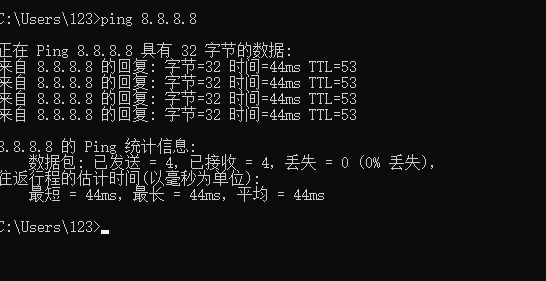 C:\Users\123>ping 8.8.8.8
正在 Ping 8.8.8.8 具有 32 字节的数据:
来自 8.8.8.8 的回复: 字节=32 时间=44ms TTL=53
来自 8.8.8.8 的回复: 字节=32 时间=44ms TTL=53
来自 8.8.8.8 的回复: 字节=32 时间=44ms TTL=53
来自 8.8.8.8 的回复: 字节=32 时间=44ms TTL=53
8.8.8.8 的 Ping 统计信息:
数据包: 已发送 = 4，已接收 = 4，丢失 = 0 (0% 丢失)，
往返行程的估计时间(以毫秒为单位):
最短 = 44ms，最长 = 44ms，平均 = 44ms
C:\Users\123>